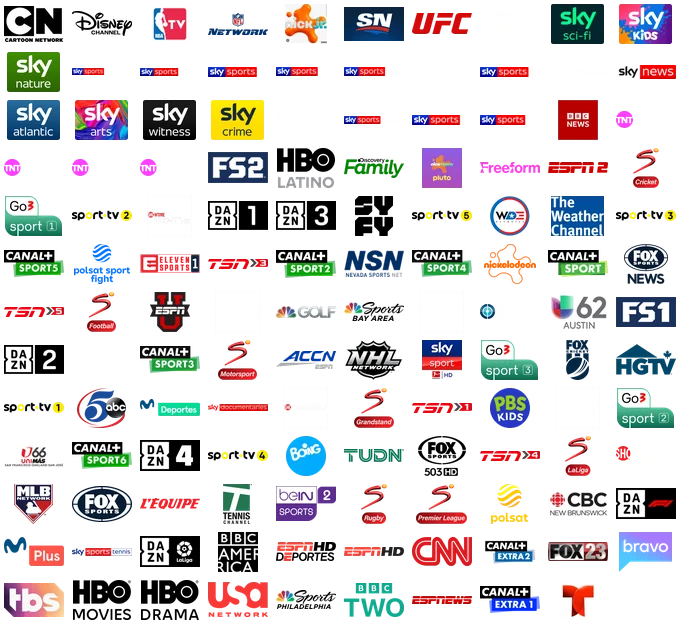 CN CARTOON NETWORK
Disney CHANNEL
NBA TV
NFL NETWORK
nick jr.
SN
UFC
sky sci-fi
sky KIDS
sky nature
sky sports
sky sports
sky sports
sky sports
sky sports
sky sports
sky news
sky atlantic
sky arts
sky witness
sky crime
sky sports
sky sports
sky sports
BBC NEWS
TNT
TNT
TNT
TNT
FS2
HBO LATINO
Discovery Family
pluto
Freeform
ESPN 2
Cricket
Go3 sport 1
sport tv 2
SHOWTIME
DAZN 1
DAZN 3
SYFY
sport tv 5
The Weather Channel
sport tv 3
CANAL+ SPORT5
polsat sport fight
ELEVEN SPORTS 1
TSN 3
CANAL+ SPORT2
NSN NEVADA SPORTS NET
CANAL+ SPORT4
nickelodeon
CANAL+ SPORT
FOX SPORTS NEWS
TSN 5
Football
ESPN U
GOLF
Sports BAY AREA
U 62 AUSTIN
FS1
DAZN 2
CANAL+ SPORT3
Motorsport
ACCN ESPN
NHL NETWORK
sky sport HD
Go3 sport 3
FOX
HGTV
sport tv 1
5 abc
M Deportes
sky documentaries
Grandstand
TSN 1
PBS KIDS
Go3 sport 2
U66 UNIMÁS
CANAL+ SPORT6
DAZN 4
sport tv 4
BOiNG
TUDN
FOX SPORTS 503 HD
TSN 4
LaLiga
SHO
MLB NETWORK
FOX SPORTS
L'ÉQUIPE
T TENNIS CHANNEL
beIN SPORTS 2
Rugby
Premier League
polsat
CBC NEW BRUNSWICK
DAZN F1
M Plus
sky sports tennis
DAZN LaLiga
BBC AMERICA
ESPN HD DEPORTES
ESPN HD
CNN
CANAL+ EXTRA2
FOX 23
bravo
tbs
HBO MOVIES
HBO DRAMA
usa NETWORK
Sports PHILADELPHIA
BBC TWO
ESPNEWS
CANAL+ EXTRA 1
T